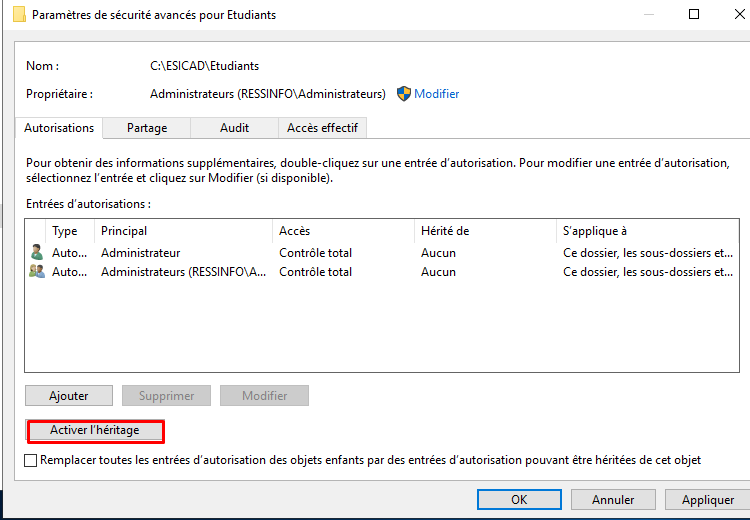 Paramètres de sécurité avancés pour Etudiants
Nom :
C:\ESICAD\Etudiants
Propriétaire :
Administrateurs (RESSINFO\Administrateurs)
Modifier
Autorisations
Partage
Audit
Accès effectif
Pour obtenir des informations supplémentaires, double-cliquez sur une entrée d'autorisation. Pour modifier une entrée d'autorisation,
sélectionnez l'entrée et cliquez sur Modifier (si disponible).
Entrées d'autorisations :
Type Principal Accès Hérité de S'applique à
Auto... Administrateur Contrôle total Aucun Ce dossier, les sous-dossiers et...
Auto... Administrateurs (RESSINFO\A... Contrôle total Aucun Ce dossier, les sous-dossiers et...
Ajouter
Supprimer
Modifier
Activer l'héritage
Remplacer toutes les entrées d'autorisation des objets enfants par des entrées d'autorisation pouvant être héritées de cet objet
OK
Annuler
Appliquer